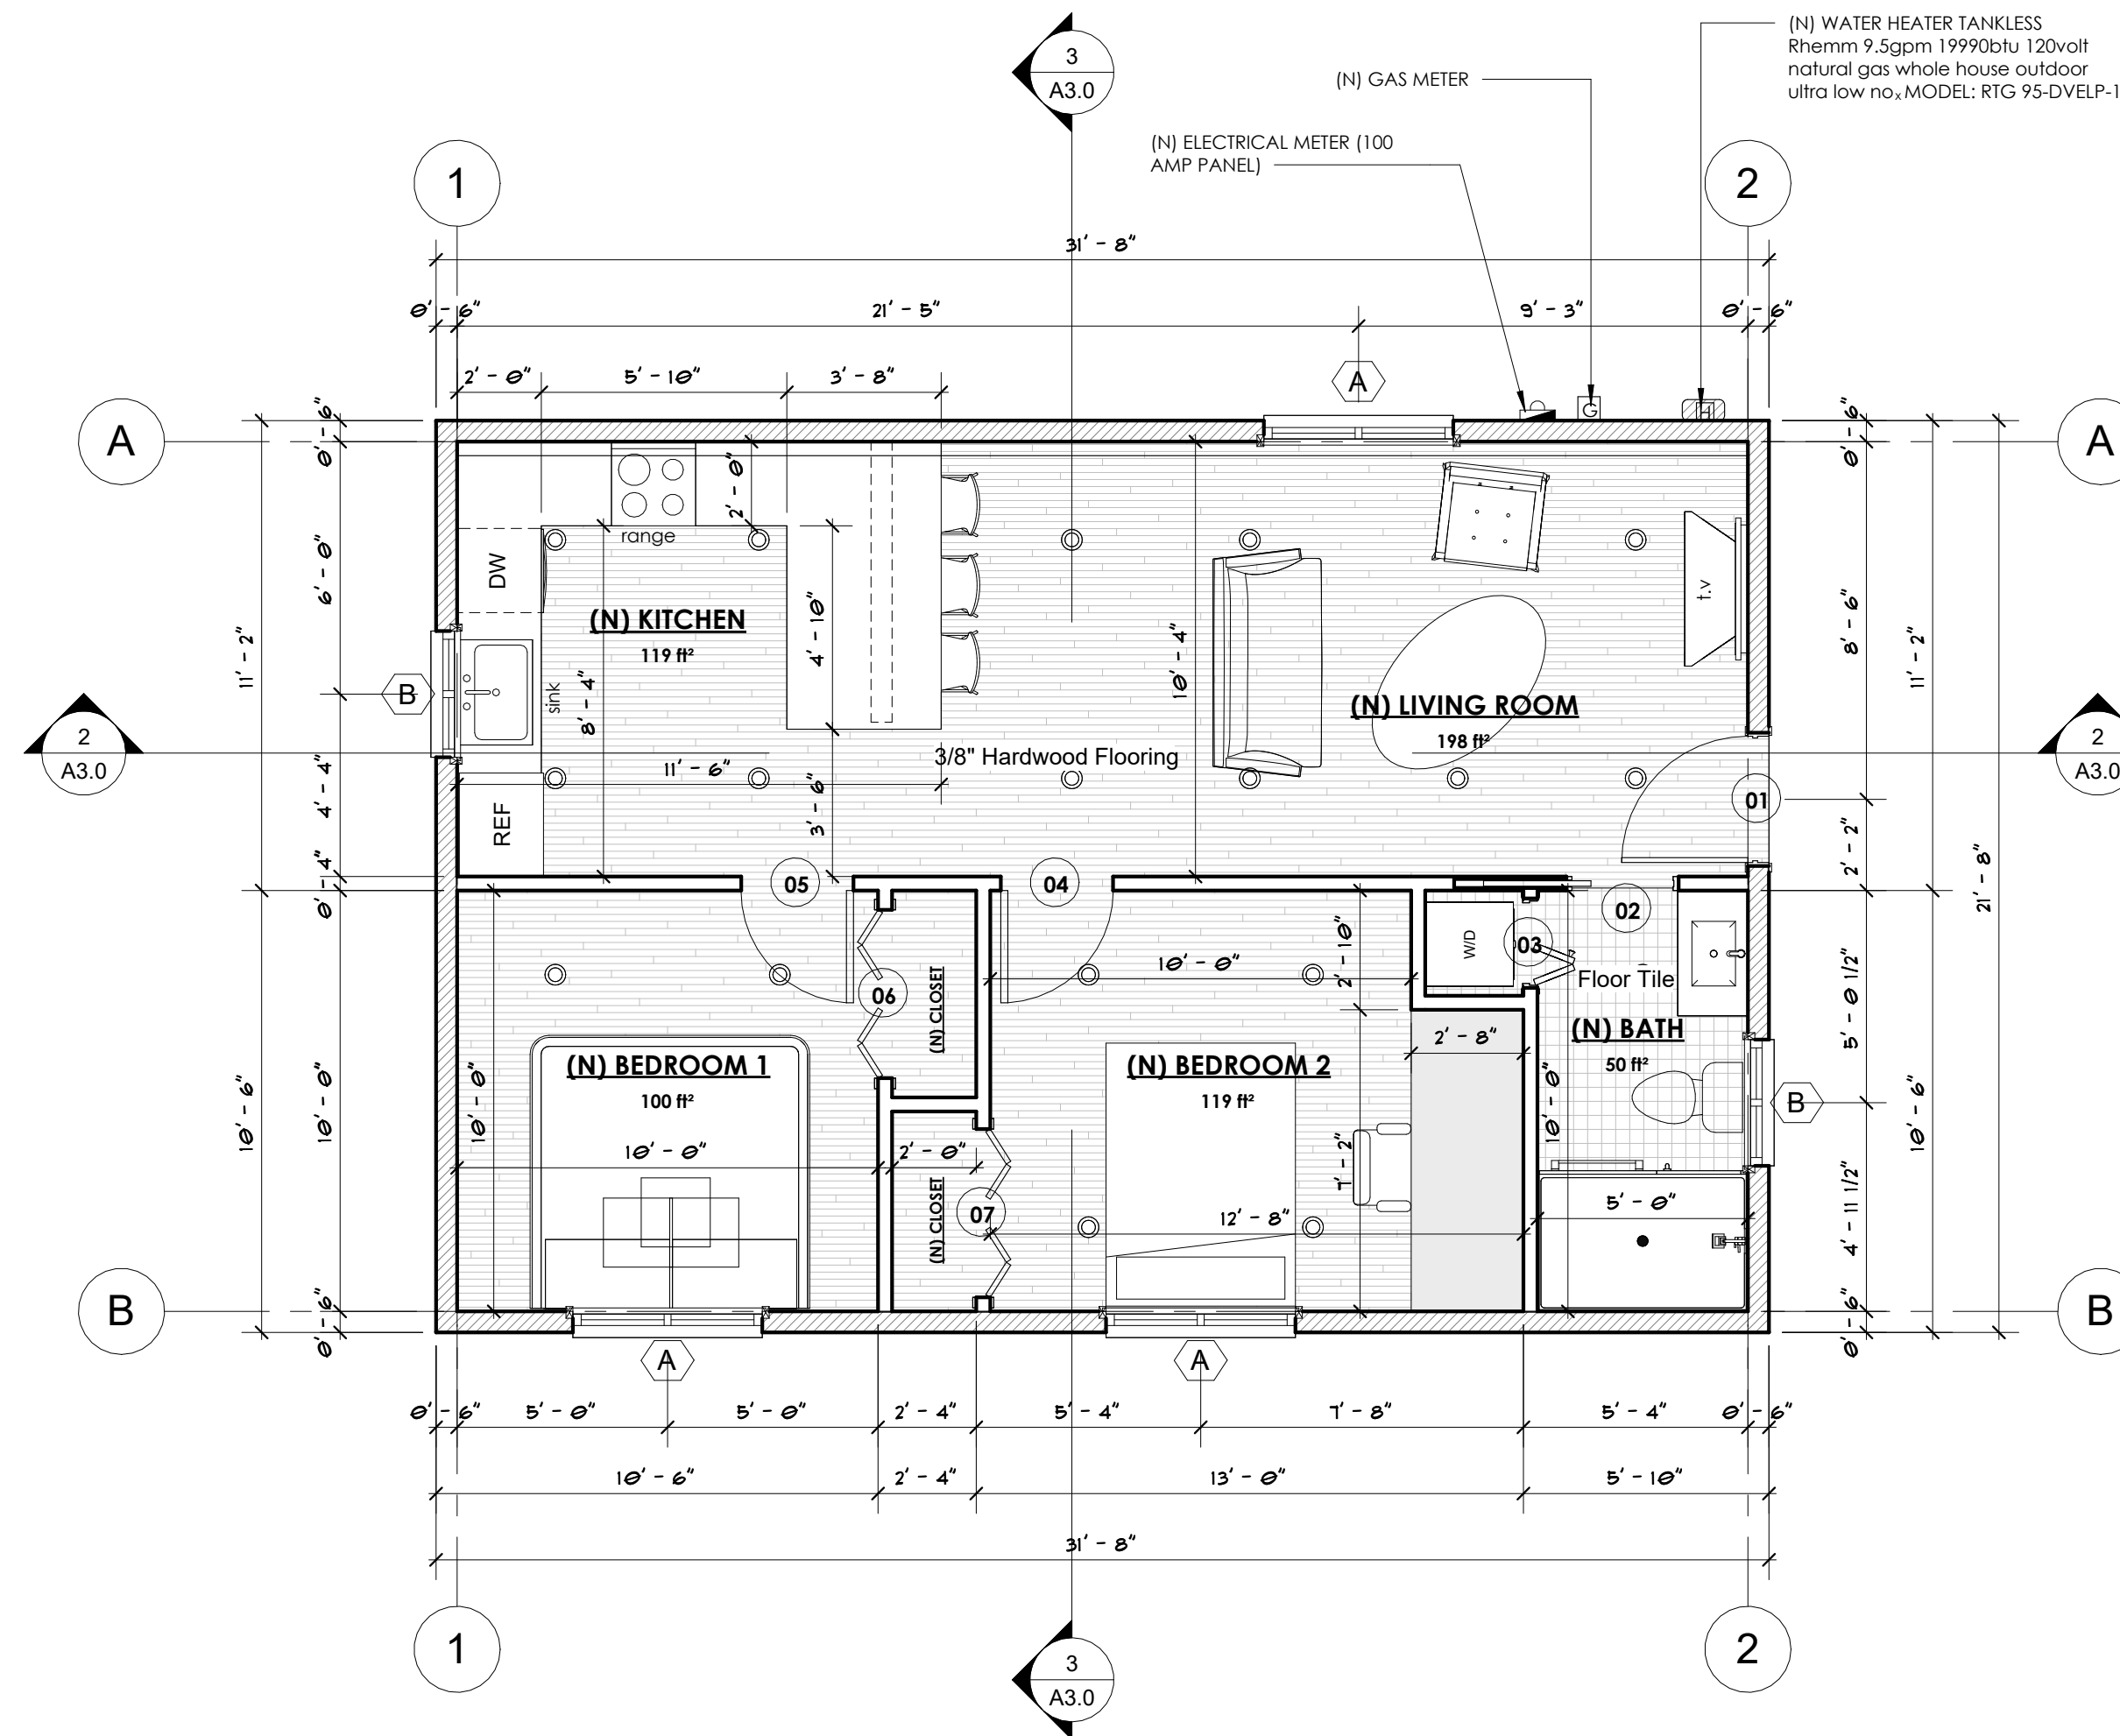 (N) WATER HEATER TANKLESS
Rhemm 9.5gpm 19990btu 120volt
natural gas whole house outdoor
ultra low noₓ MODEL: RTG 95-DVELP-1
3
A3.0
(N) GAS METER
(N) ELECTRICAL METER (100
AMP PANEL)
1
2
31' - 8"
0' - 6"
21' - 5"
9' - 3"
0' - 6"
2' - 0"
5' - 10"
3' - 8"
A
A
A
0' - 6"
0' - 6"
G
H
2' - 0"
range
DW
6' - 0"
(N) KITCHEN
119 ft²
4' - 10"
10' - 4"
t.v
8' - 6"
11' - 2"
11' - 2"
B
sink
8' - 4"
(N) LIVING ROOM
198 ft²
2
A3.0
2
A3.0
3/8" Hardwood Flooring
11' - 6"
4' - 4"
REF
3' - 6"
01
2' - 2"
21' - 8"
0' - 4"
05
04
02
03
W/D
2' - 10"
10' - 0"
Floor Tile
06
(N) CLOSET
(N) BATH
50 ft²
5' - 0 1/2"
2' - 8"
(N) BEDROOM 1
100 ft²
(N) BEDROOM 2
119 ft²
10' - 6"
10' - 0"
10' - 0"
10' - 0"
B
10' - 6"
10' - 0"
2' - 0"
7' - 2"
(N) CLOSET
07
12' - 8"
5' - 0"
4' - 11 1/2"
B
B
0' - 6"
0' - 6"
A
A
0' - 6"
5' - 0"
5' - 0"
2' - 4"
5' - 4"
7' - 8"
5' - 4"
0' - 6"
10' - 6"
2' - 4"
13' - 0"
5' - 10"
31' - 8"
1
2
3
A3.0